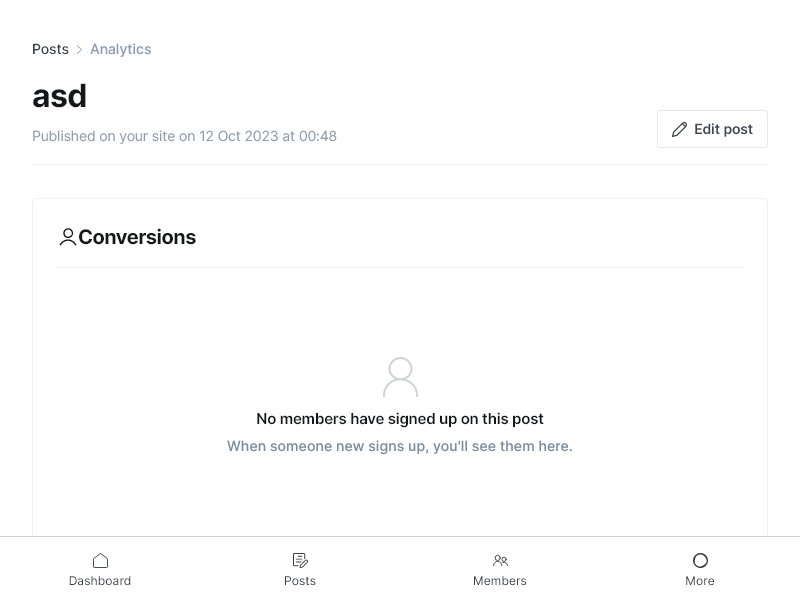 Posts > Analytics
asd
Published on your site on 12 Oct 2023 at 00:48
Edit post
Conversions
No members have signed up on this post
When someone new signs up, you'll see them here.
Dashboard
Posts
Members
More